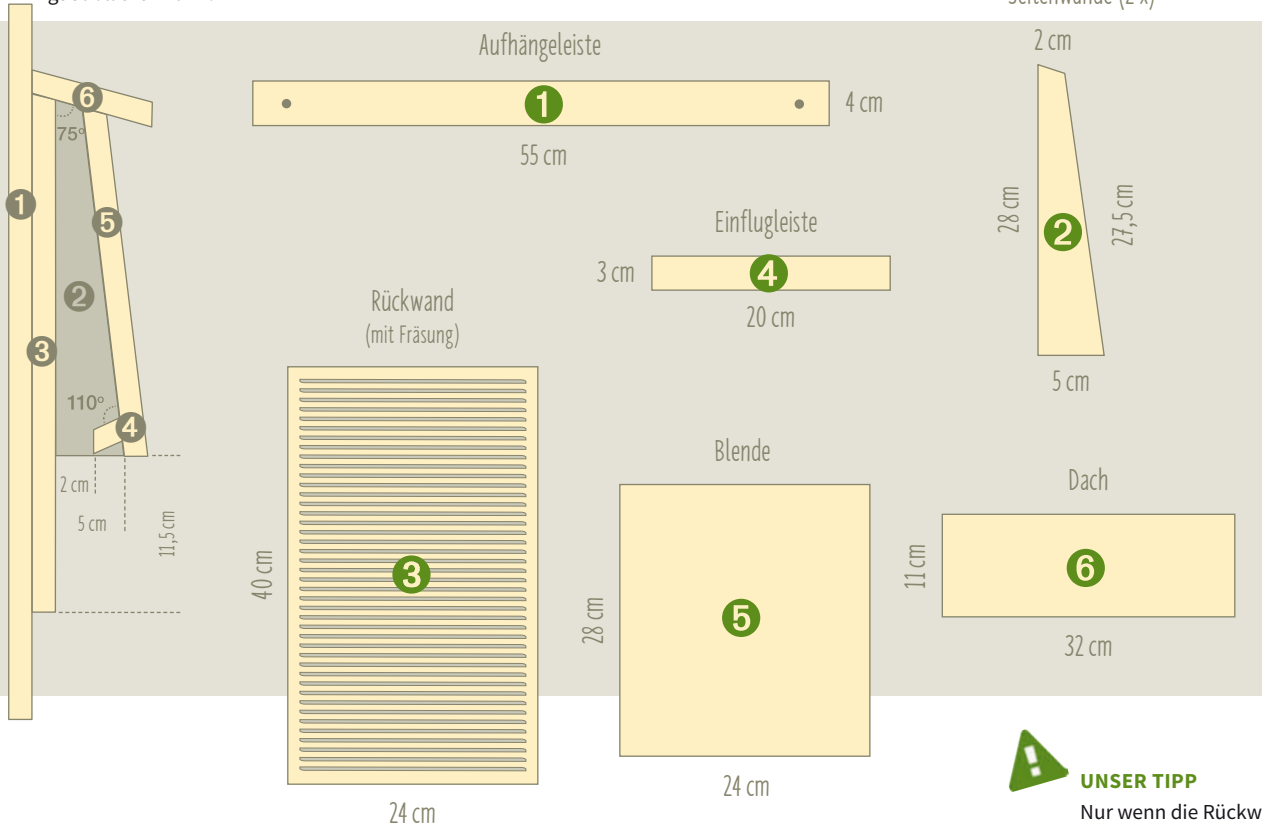 Seitenwände (2 x)
Aufhängeleiste
2 cm
1
4 cm
55 cm
6
75°
1
5
2
3
110°
4
2 cm
5 cm
11,5 cm
Einflugleiste
3 cm
4
20 cm
28 cm
2
27,5 cm
5 cm
Rückwand
(mit Fräsung)
40 cm
3
24 cm
Blende
28 cm
5
24 cm
Dach
11 cm
6
32 cm
UNSER TIPP
Nur wenn die Rückw